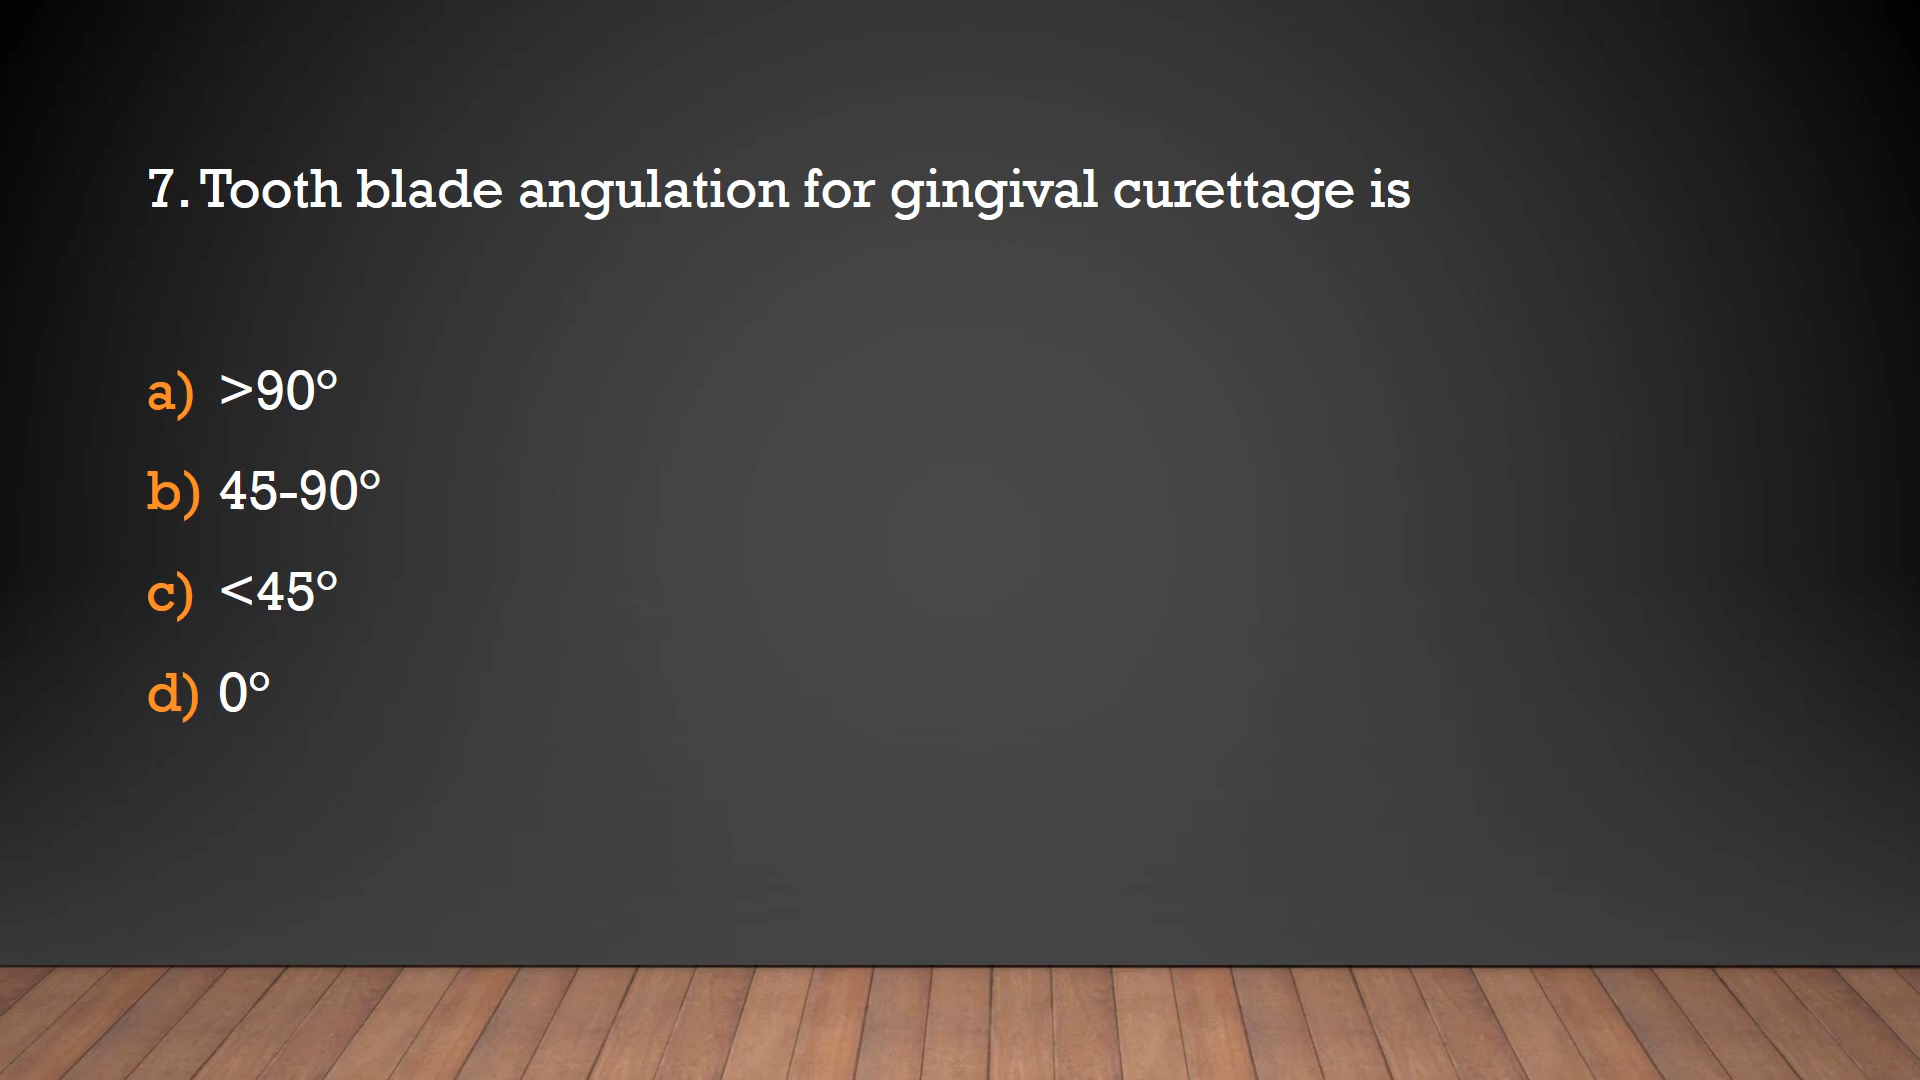 7. Tooth blade angulation for gingival curettage is
a) >90°
b) 45-90°
c) <45°
d) 0°